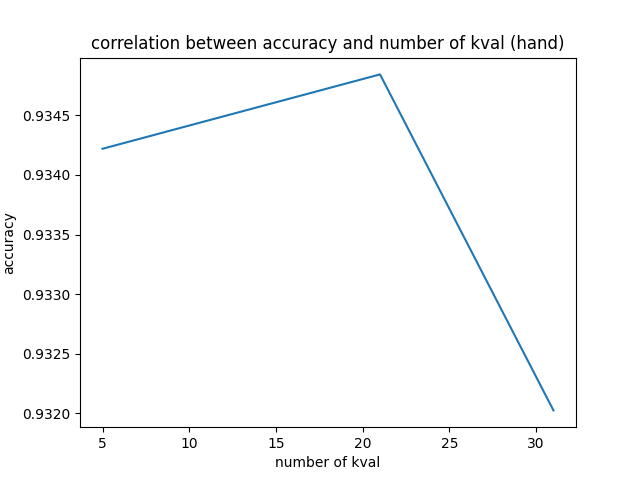 correlation between accuracy and number of kval (hand)
accuracy
0.9345
0.9340
0.9335
0.9330
0.9325
0.9320
5 10 15 20 25 30
number of kval